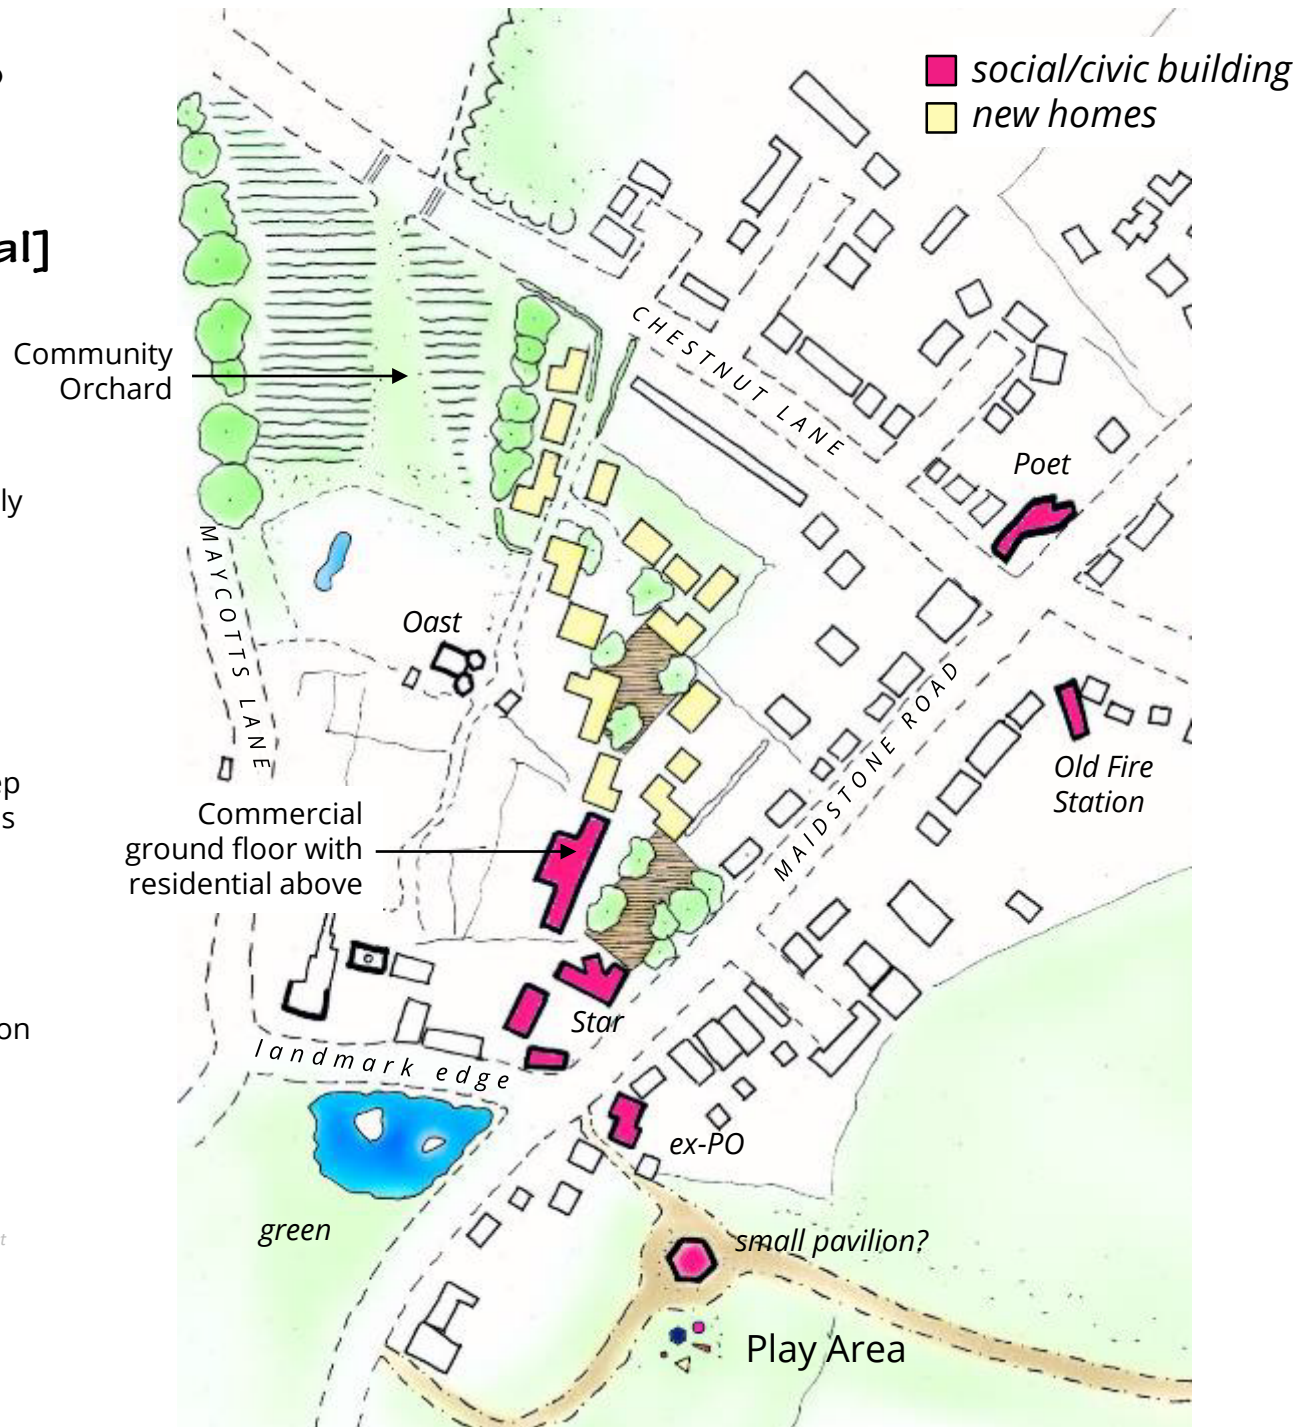 social/civic building
new homes
al]
CHESTNUT LANE
Community
Orchard
Poet
ly
MAYCOTTS LANE
Oast
MAIDSTONE ROAD
Old Fire
Station
ep
s
Commercial
ground floor with
residential above
Star
on
landmark edge
ex-PO
green
small pavilion?
t
Play Area